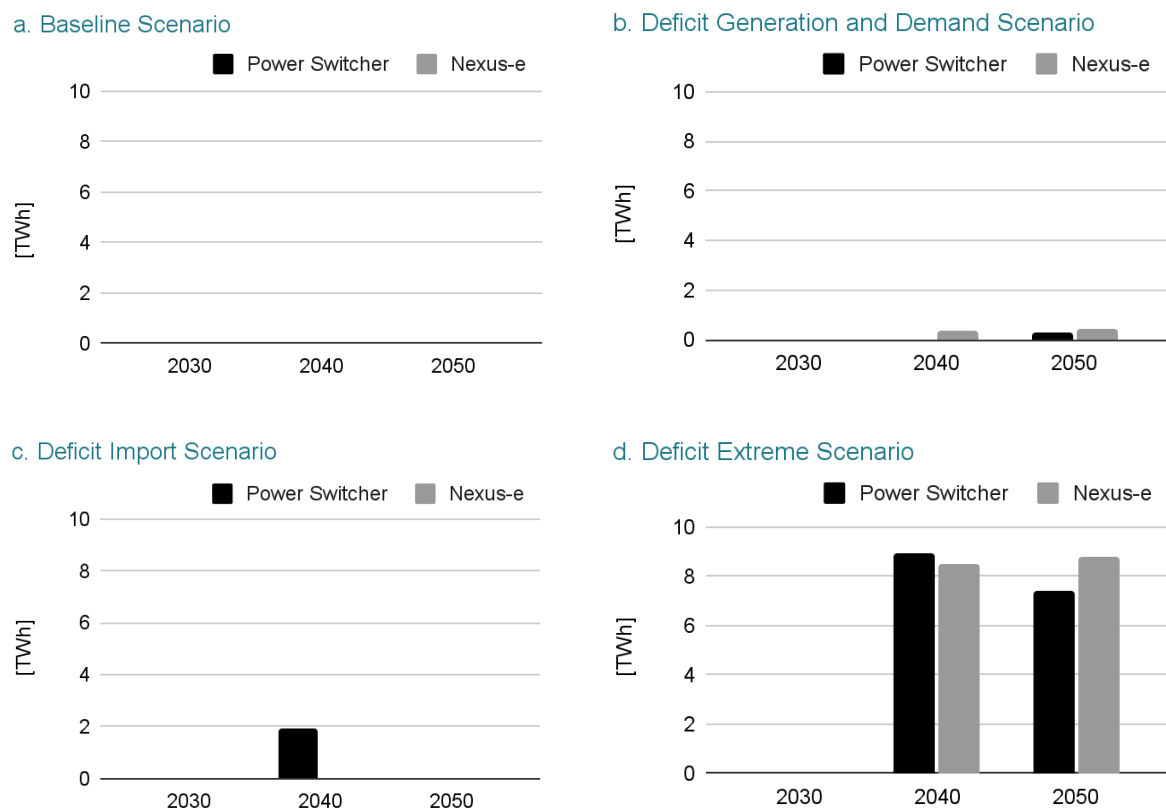 a. Baseline Scenario
Power Switcher Nexus-e
10
8
6
4
2
0
[TWh]
2030 2040 2050
b. Deficit Generation and Demand Scenario
Power Switcher Nexus-e
10
8
6
4
2
0
[TWh]
2030 2040 2050
c. Deficit Import Scenario
Power Switcher Nexus-e
10
8
6
4
2
0
[TWh]
2030 2040 2050
d. Deficit Extreme Scenario
Power Switcher Nexus-e
10
8
6
4
2
0
[TWh]
2030 2040 2050